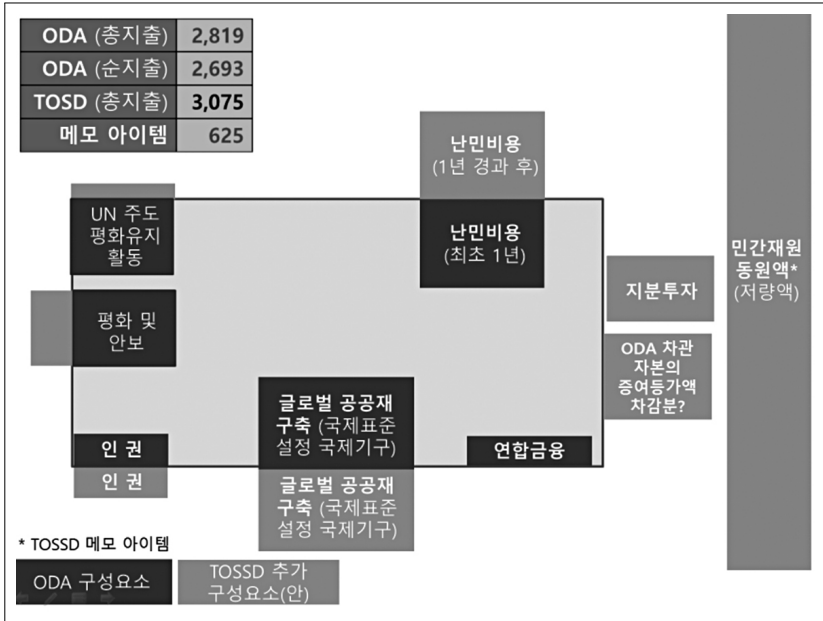 ODA (총지출) 2,819
ODA (순지출) 2,693
TOSD (총지출) 3,075
메모 아이템 625
난민비용
(1년 경과 후)
UN 주도
평화유지
활동
난민비용
(최초 1년)
민간재원
동원액*
(저량액)
지분투자
평화 및
안보
ODA 차관
자본의
증여등가액
차감분?
글로벌 공공재
구축 (국제표준
설정 국제기구)
인 권
연합금융
인 권
글로벌 공공재
구축 (국제표준
설정 국제기구)
* TOSSD 메모 아이템
ODA 구성요소
TOSSD 추가
구성요소(안)